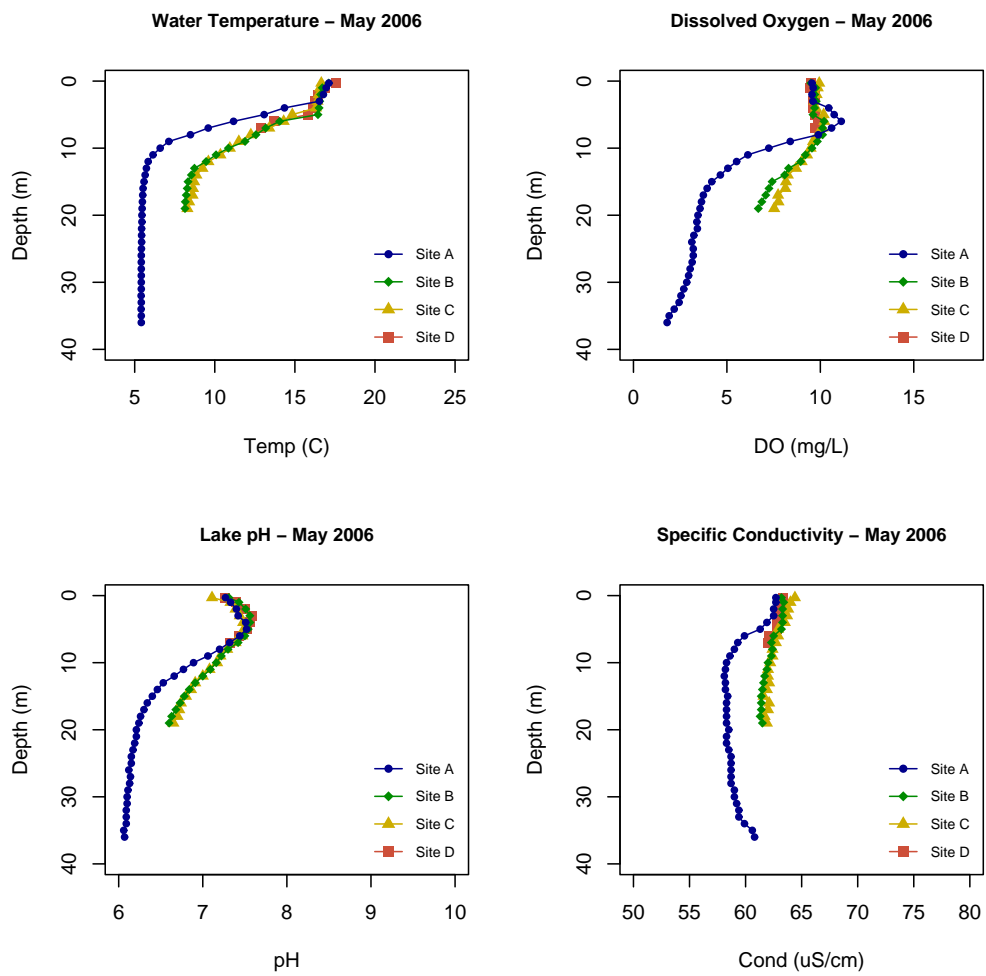 Water Temperature – May 2006
0
10
20
30
40
Depth (m)
Site A
Site B
Site C
Site D
5
10
15
20
25
Temp (C)
Dissolved Oxygen – May 2006
0
10
20
30
40
Depth (m)
Site A
Site B
Site C
Site D
0
5
10
15
DO (mg/L)
Lake pH – May 2006
0
10
20
30
40
Depth (m)
Site A
Site B
Site C
Site D
6
7
8
9
10
pH
Specific Conductivity – May 2006
0
10
20
30
40
Depth (m)
Site A
Site B
Site C
Site D
50
55
60
65
70
75
80
Cond (uS/cm)